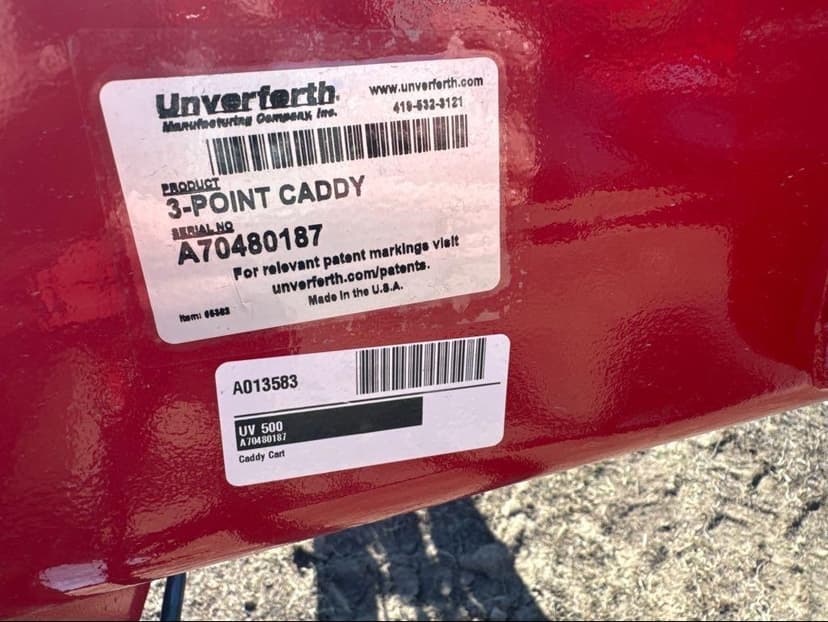 Unverferth
Manufacturing Company, Inc.
www.unverferth.com
419-532-3121
PRODUCT
3-POINT CADDY
SERIAL NO
A70480187
For relevant patent markings visit
unverferth.com/patents.
Made in the U.S.A.
Item:
A013583
UV 500
A70480187
Caddy Cart